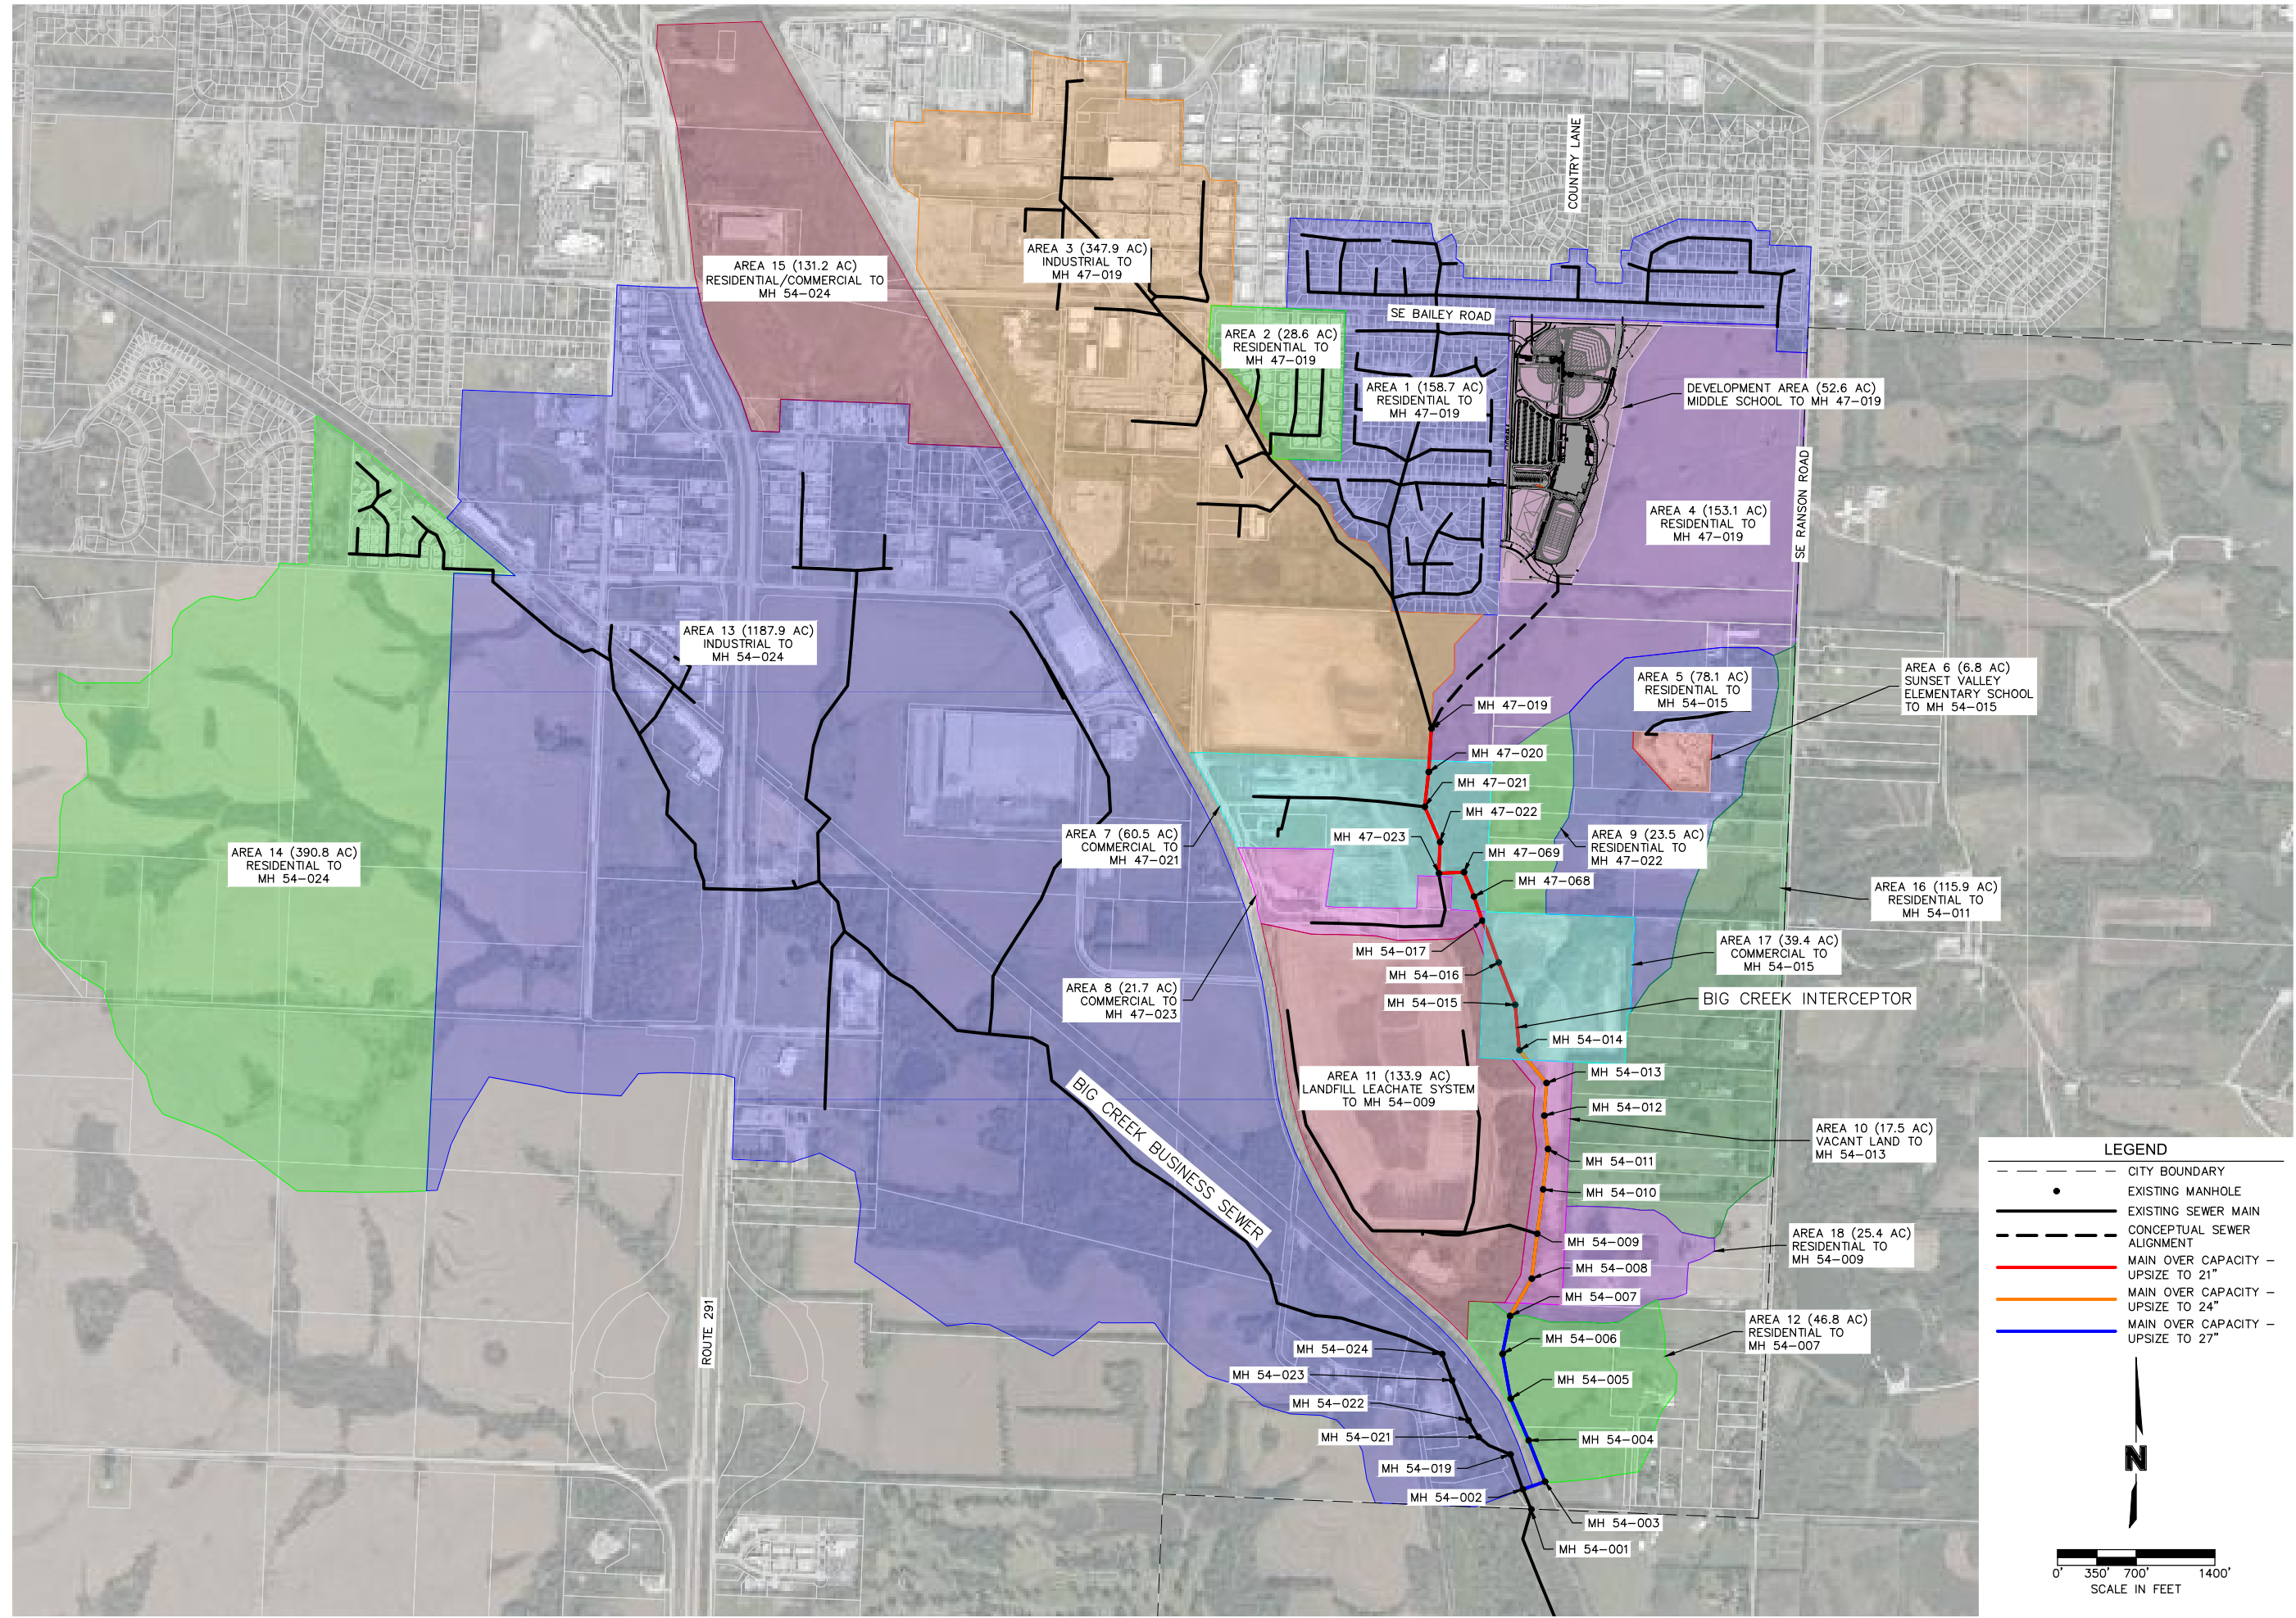 COUNTRY LANE
AREA 15 (131.2 AC)
RESIDENTIAL/COMMERCIAL TO
MH 54-024
AREA 3 (347.9 AC)
INDUSTRIAL TO
MH 47-019
SE BAILEY ROAD
AREA 2 (28.6 AC)
RESIDENTIAL TO
MH 47-019
AREA 1 (158.7 AC)
RESIDENTIAL TO
MH 47-019
DEVELOPMENT AREA (52.6 AC)
MIDDLE SCHOOL TO MH 47-019
SE RANSON ROAD
AREA 4 (153.1 AC)
RESIDENTIAL TO
MH 47-019
AREA 13 (1187.9 AC)
INDUSTRIAL TO
MH 54-024
AREA 5 (78.1 AC)
RESIDENTIAL TO
MH 54-015
AREA 6 (6.8 AC)
SUNSET VALLEY
ELEMENTARY SCHOOL
TO MH 54-015
MH 47-019
MH 47-020
MH 47-021
MH 47-022
MH 47-023
MH 47-069
MH 47-068
AREA 7 (60.5 AC)
COMMERCIAL TO
MH 47-021
AREA 9 (23.5 AC)
RESIDENTIAL TO
MH 47-022
AREA 14 (390.8 AC)
RESIDENTIAL TO
MH 54-024
AREA 16 (115.9 AC)
RESIDENTIAL TO
MH 54-011
MH 54-017
MH 54-016
MH 54-015
AREA 17 (39.4 AC)
COMMERCIAL TO
MH 54-015
AREA 8 (21.7 AC)
COMMERCIAL TO
MH 47-023
BIG CREEK INTERCEPTOR
MH 54-014
MH 54-013
MH 54-012
AREA 11 (133.9 AC)
LANDFILL LEACHATE SYSTEM
TO MH 54-009
AREA 10 (17.5 AC)
VACANT LAND TO
MH 54-013
MH 54-011
MH 54-010
BIG CREEK BUSINESS SEWER
MH 54-009
MH 54-008
AREA 18 (25.4 AC)
RESIDENTIAL TO
MH 54-009
MH 54-007
MH 54-006
AREA 12 (46.8 AC)
RESIDENTIAL TO
MH 54-007
ROUTE 291
MH 54-024
MH 54-023
MH 54-005
MH 54-022
MH 54-021
MH 54-004
MH 54-019
MH 54-002
MH 54-003
MH 54-001
LEGEND
CITY BOUNDARY
EXISTING MANHOLE
EXISTING SEWER MAIN
CONCEPTUAL SEWER
ALIGNMENT
MAIN OVER CAPACITY -
UPSIZE TO 21"
MAIN OVER CAPACITY -
UPSIZE TO 24"
MAIN OVER CAPACITY -
UPSIZE TO 27"
N
0' 350' 700' 1400'
SCALE IN FEET